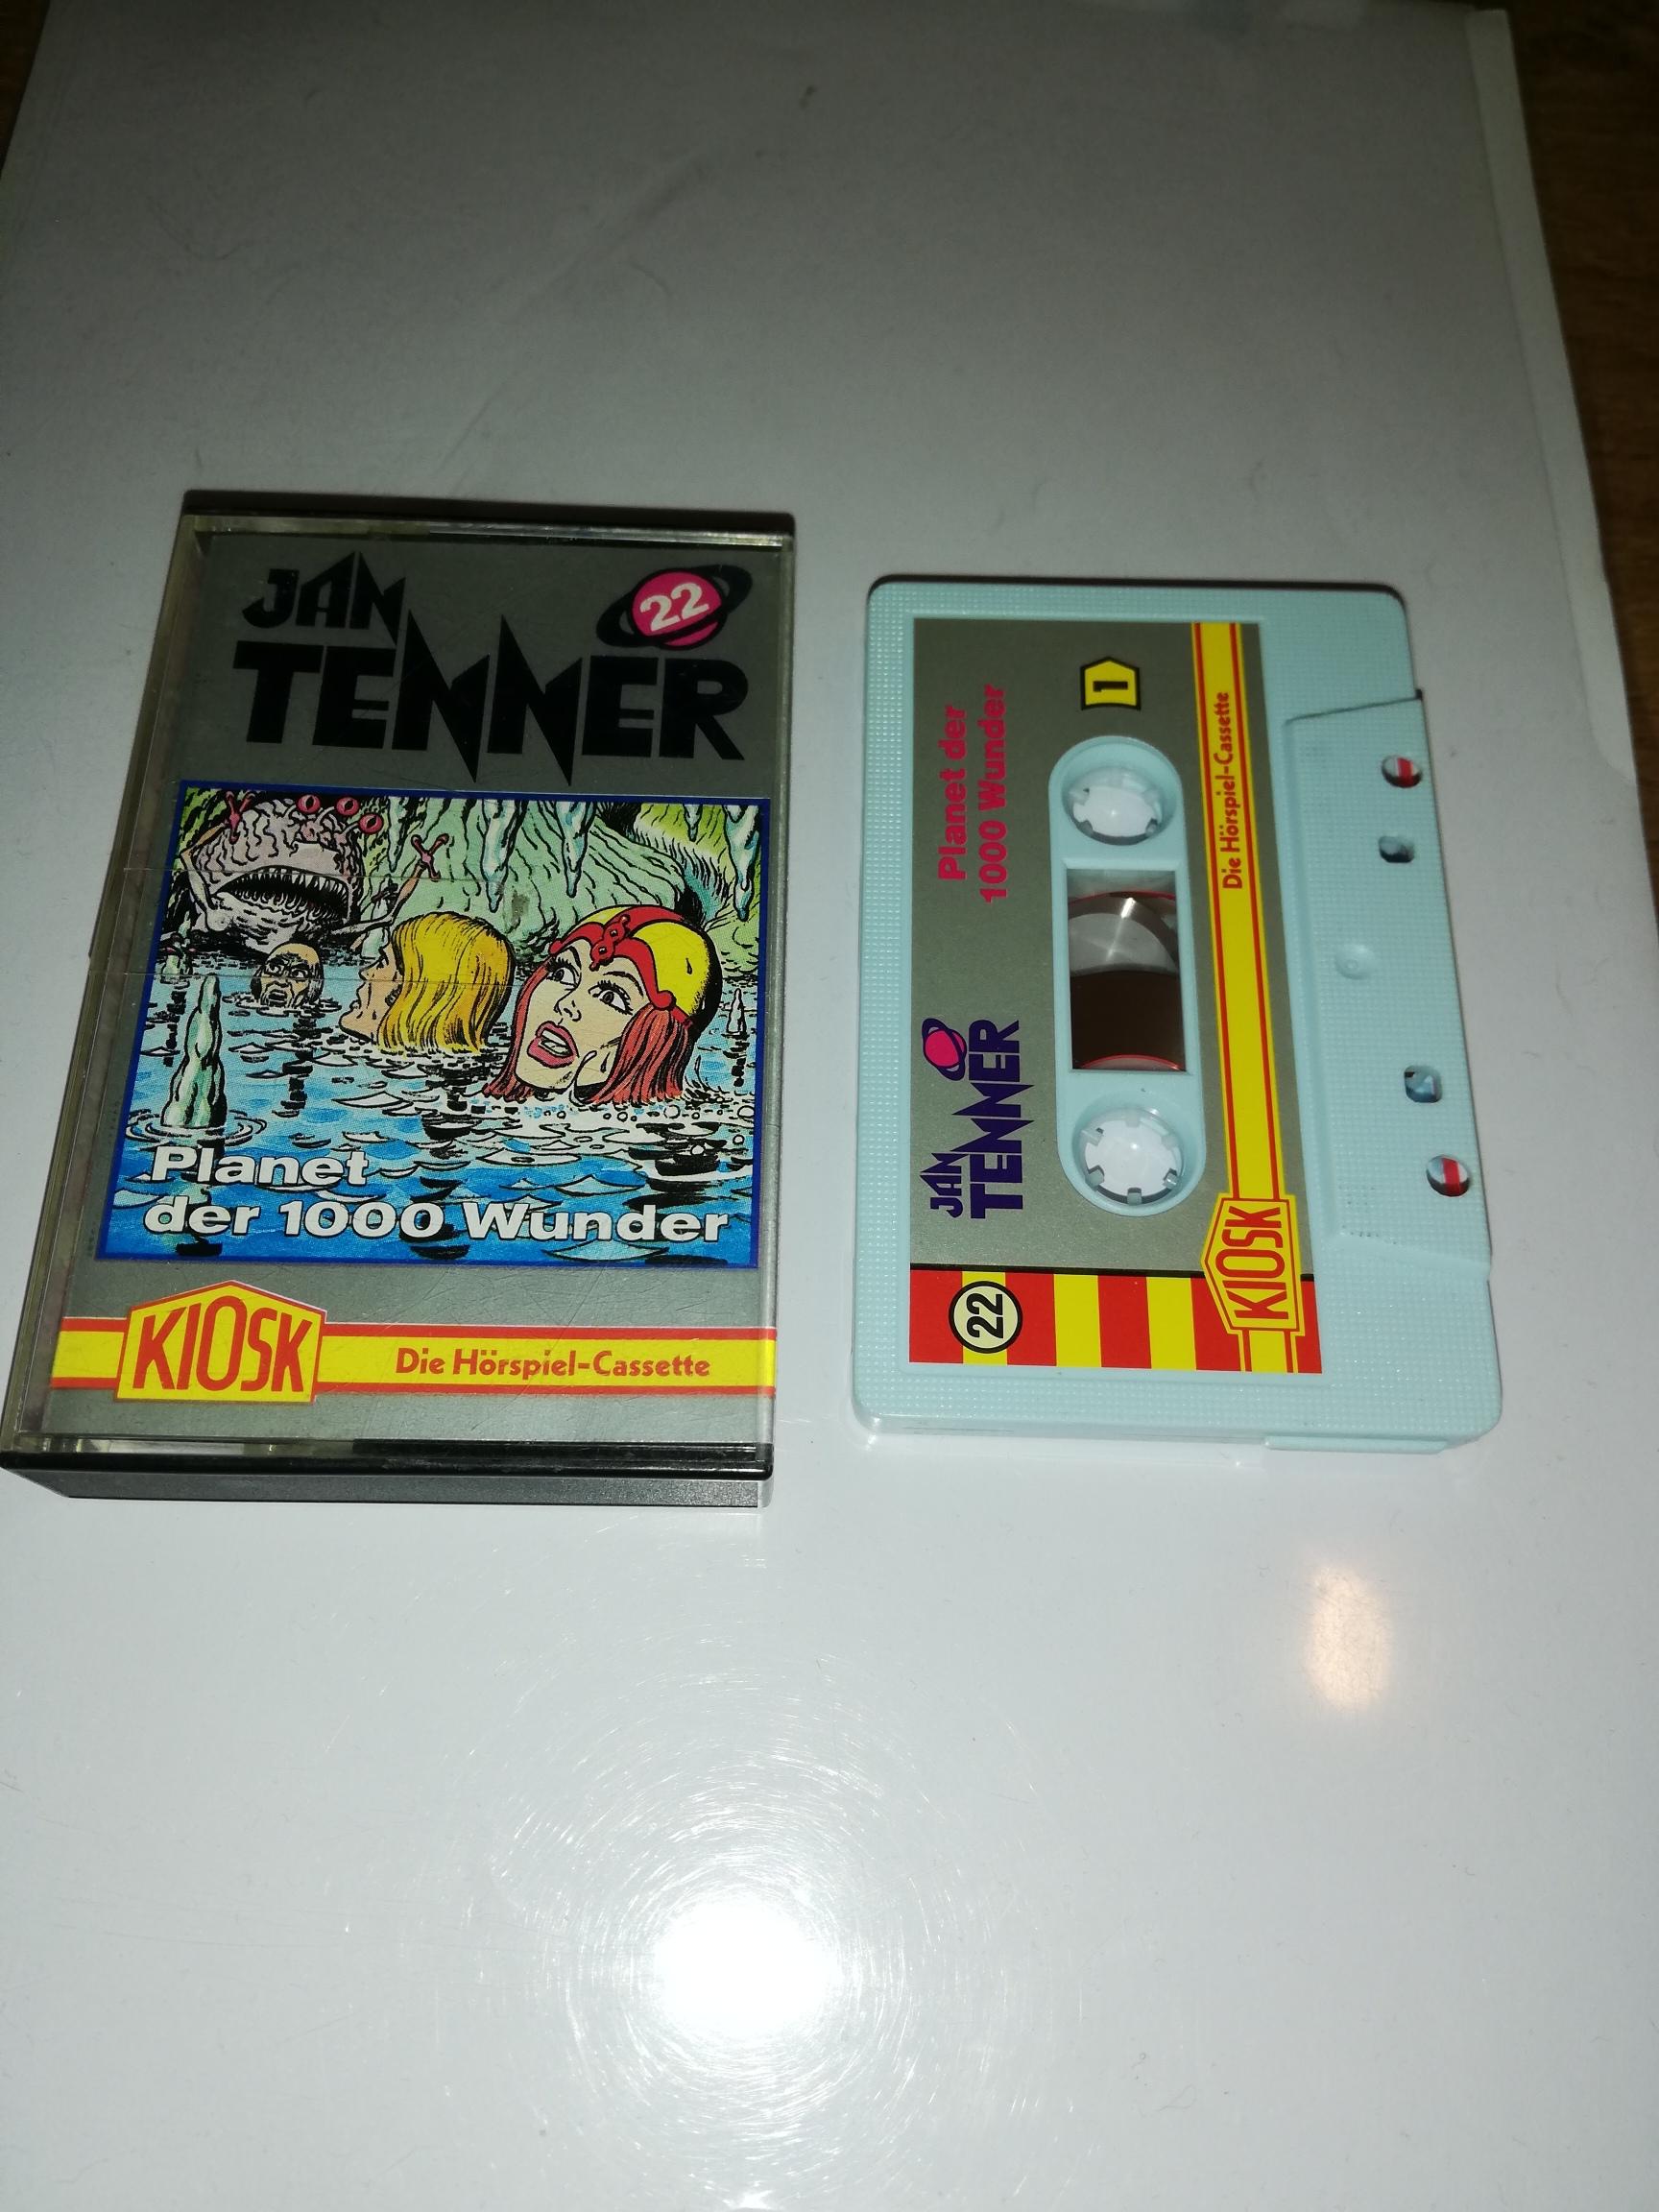 JAN
22
TENNER
Planet
der 1000 Wunder
KIOSK
Die Hörspiel-Cassette
22
JAN
TENNER
Planet der
1000 Wunder
1
KIOSK
Die Hörspiel-Cassette